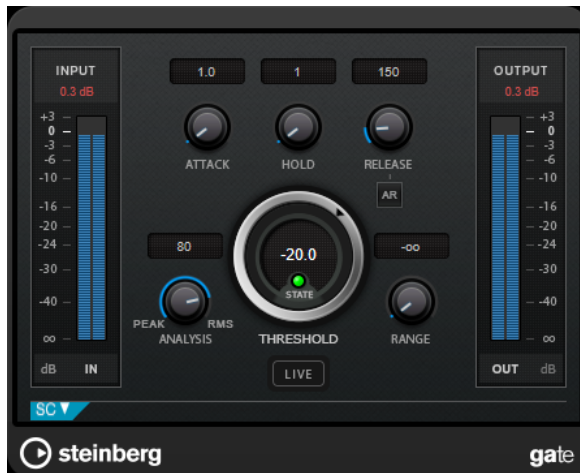 INPUT
0.3 dB
1.0
1
150
OUTPUT
0.3 dB
ATTACK
HOLD
RELEASE
AR
+3
0
-3
-6
-10
-16
-20
-24
-30
-40
∞
dB IN
+3
0
-3
-6
-10
-16
-20
-24
-30
-40
∞
OUT dB
80
-20.0
-∞
STATE
PEAK RMS
ANALYSIS
THRESHOLD
RANGE
LIVE
SC
steinberg
gate